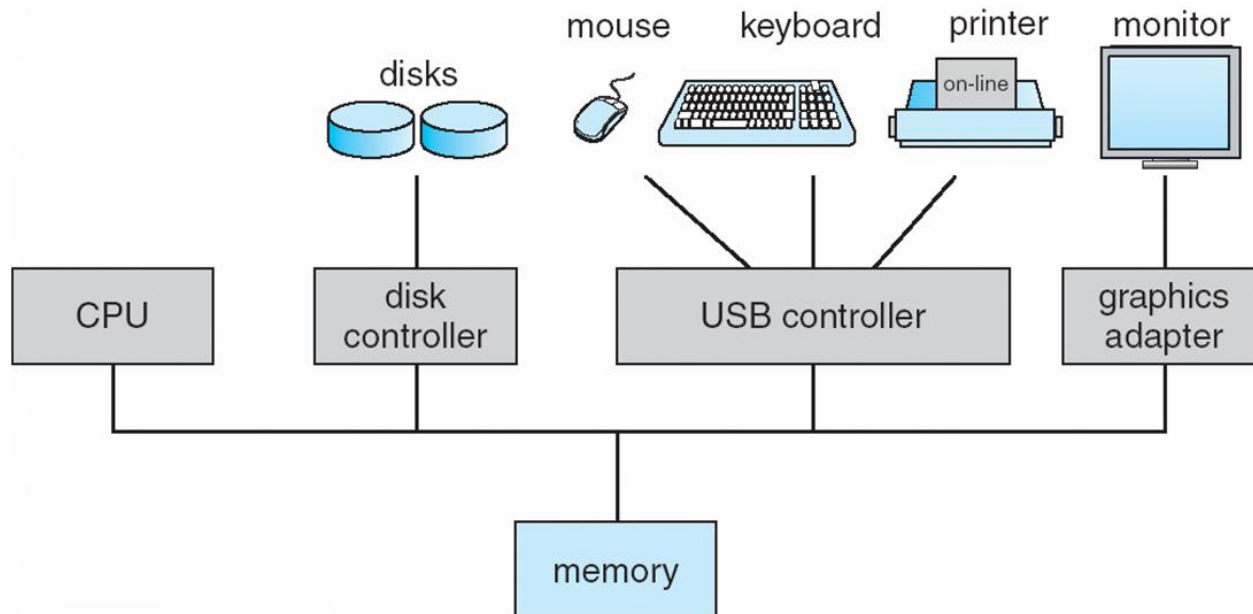 mouse
keyboard
printer
monitor
disks
on-line
CPU
disk
controller
USB controller
graphics
adapter
memory